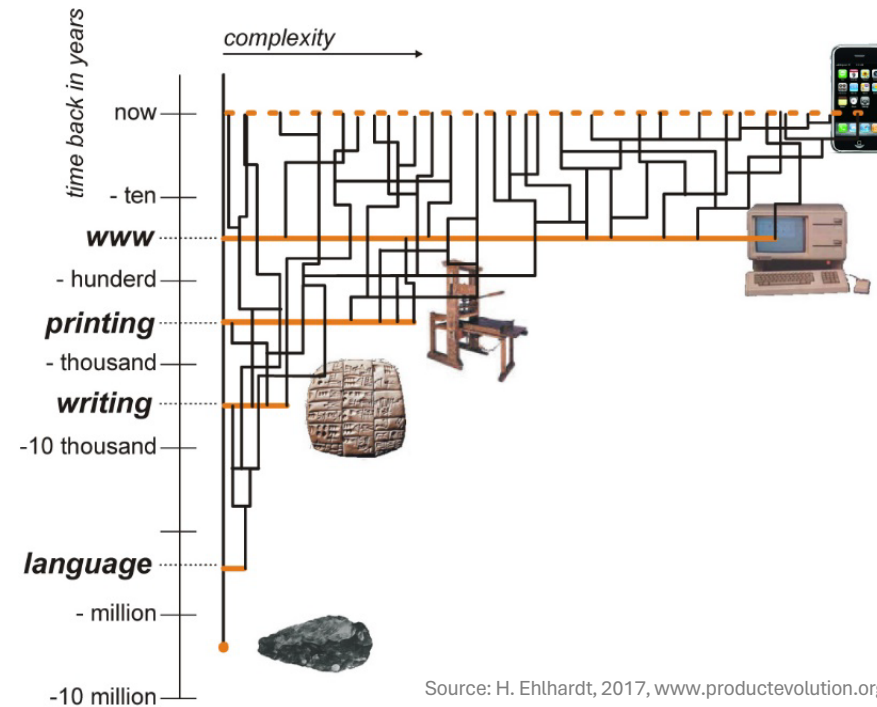 complexity
time back in years
now
- ten
www
- hunderd
printing
- thousand
writing
-10 thousand
language
- million
-10 million
Source: H. Ehlhardt, 2017, www.productevolution.org